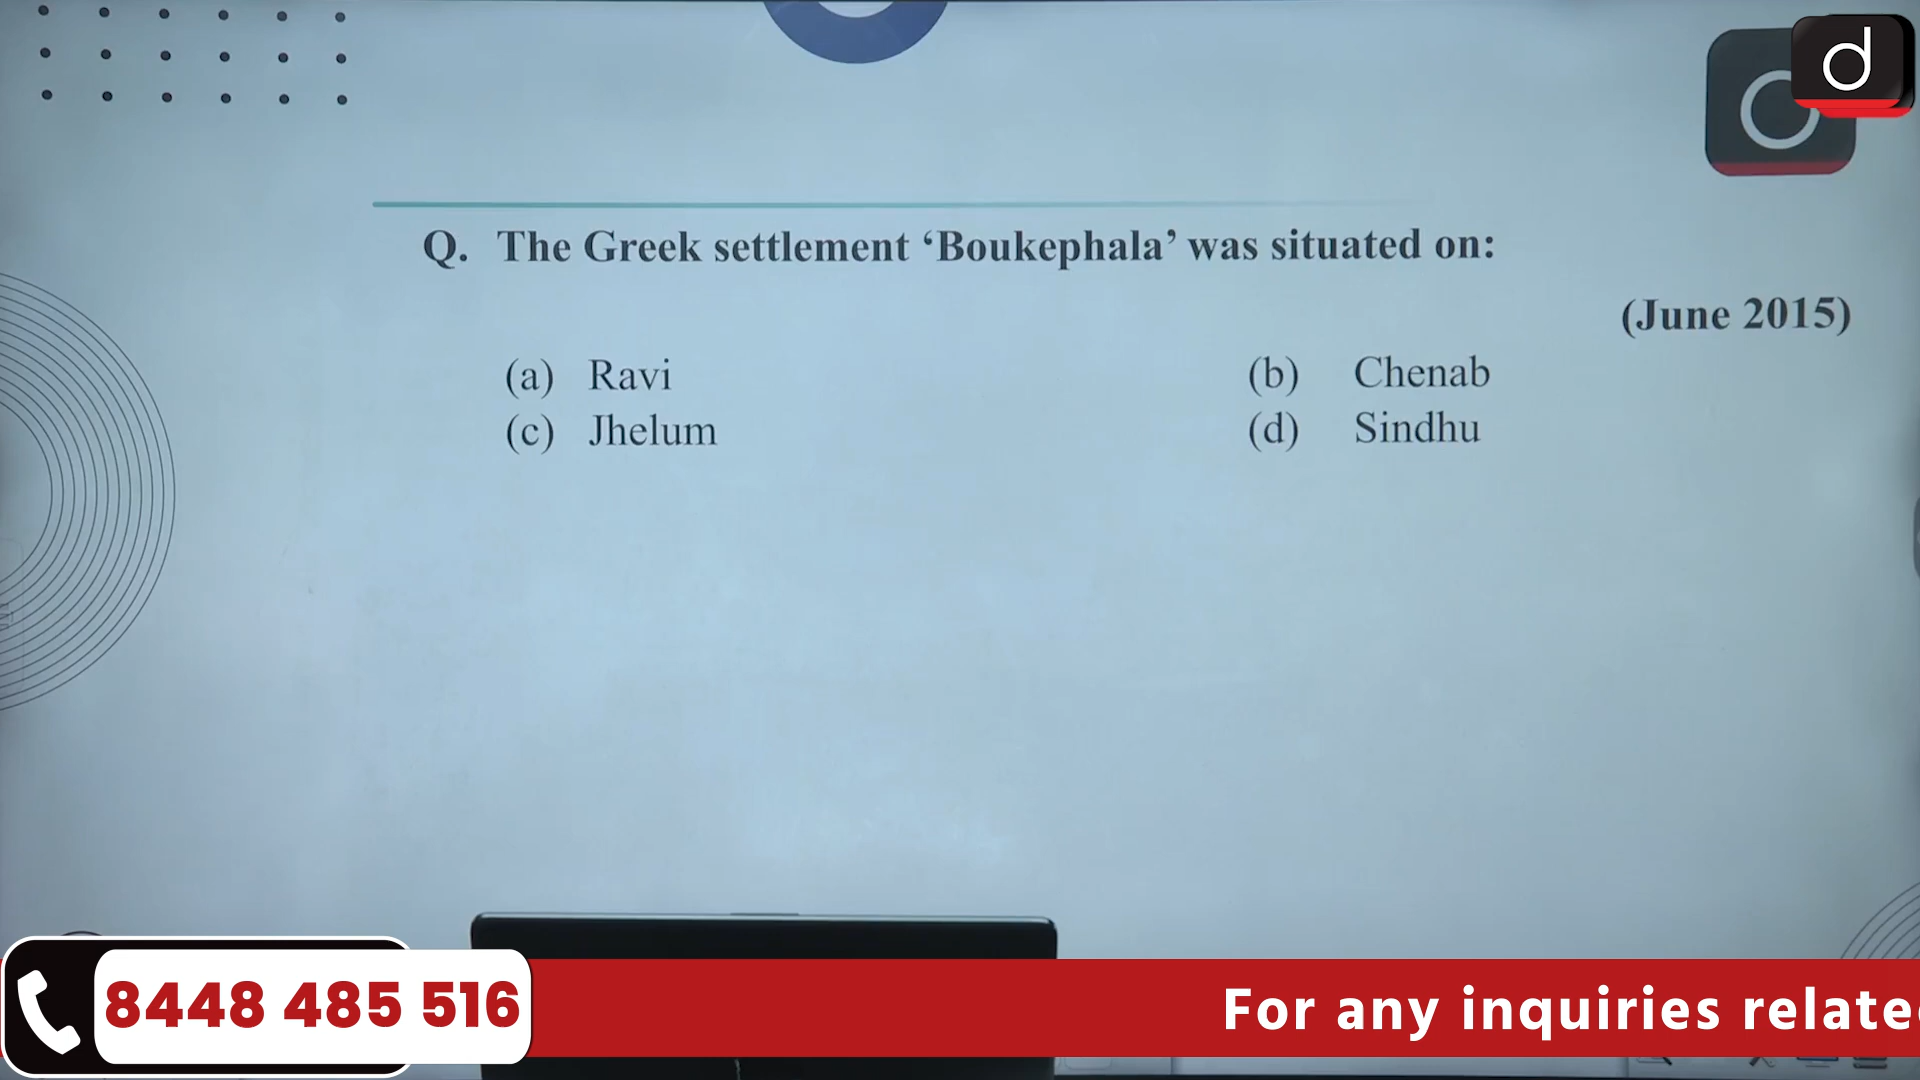 d
Q. The Greek settlement ‘Boukephala’ was situated on:
(June 2015)
(a) Ravi (b) Chenab
(c) Jhelum (d) Sindhu
8448 485 516
For any inquiries relate